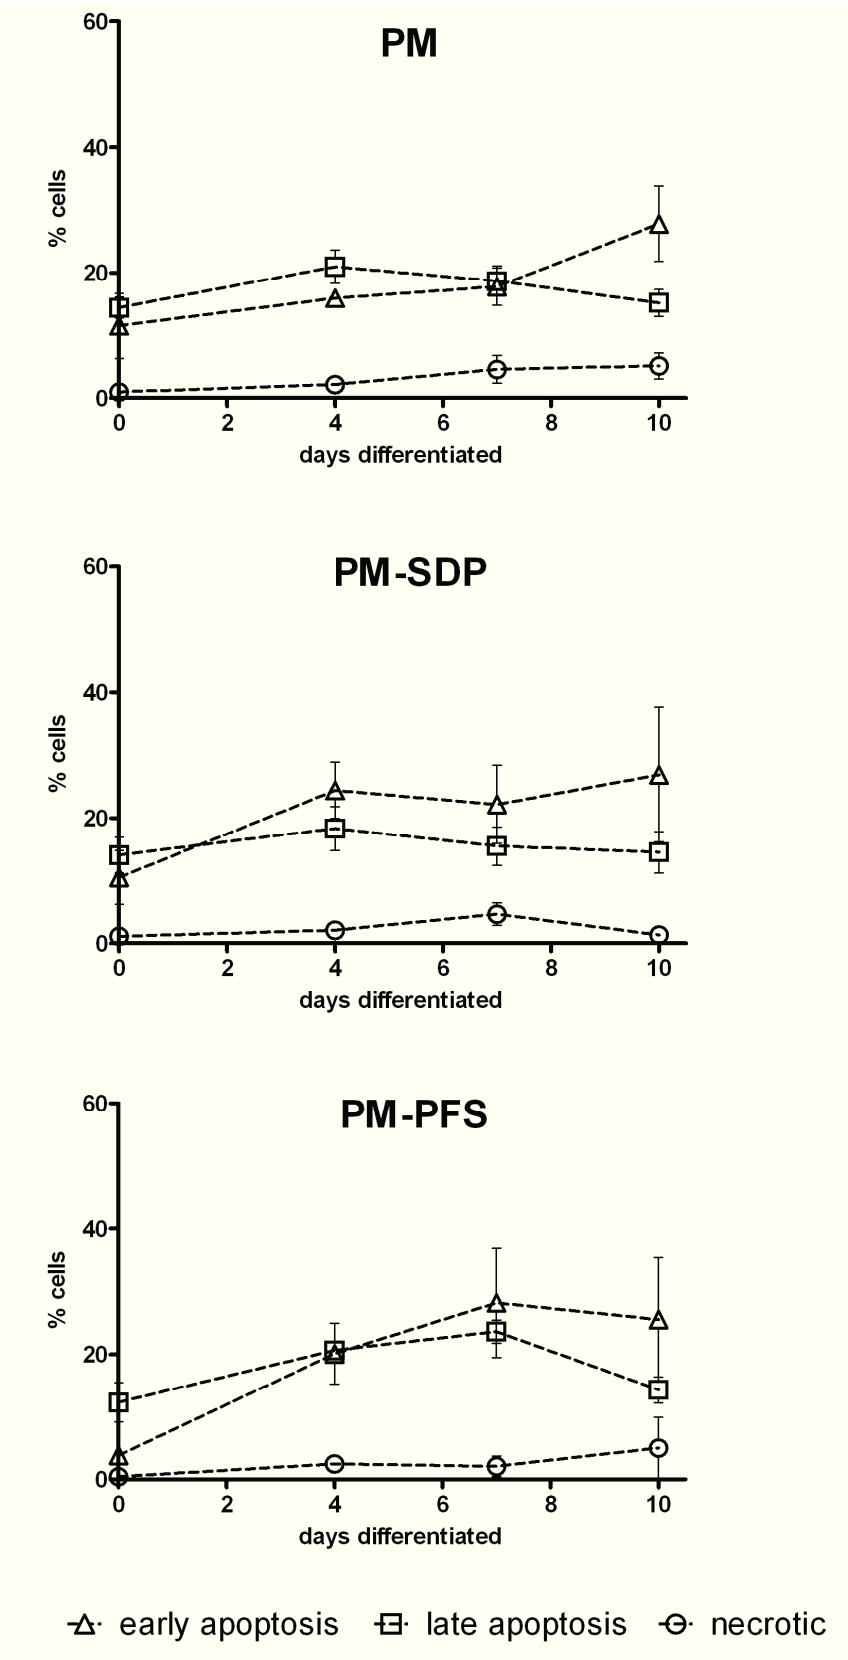 PM
60
40
20
0
% cells
0 2 4 6 8 10
days differentiated
PM-SDP
60
40
20
0
% cells
0 2 4 6 8 10
days differentiated
PM-PFS
60
40
20
0
% cells
0 2 4 6 8 10
days differentiated
early apoptosis late apoptosis necrotic